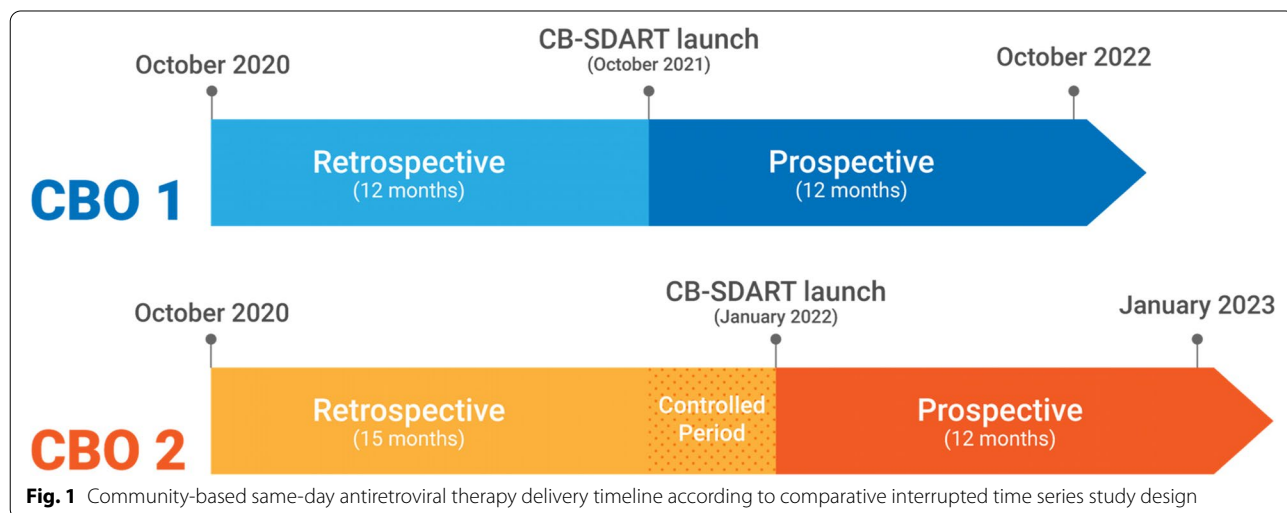 CB-SDART launch
(October 2021)
October 2020
October 2022
CBO 1
Retrospective
(12 months)
Prospective
(12 months)
CB-SDART launch
(January 2022)
October 2020
January 2023
CBO 2
Retrospective
(15 months)
Controlled
Period
Prospective
(12 months)
Fig. 1 Community-based same-day antiretroviral therapy delivery timeline according to comparative interrupted time series study design